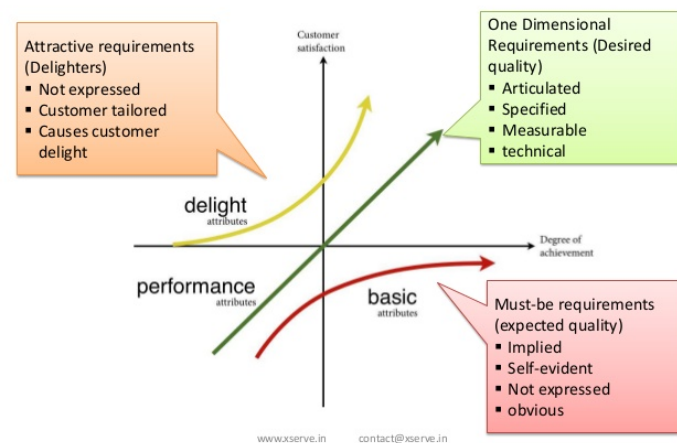 Attractive requirements
(Delighters)
▪ Not expressed
▪ Customer tailored
▪ Causes customer
delight
Customer
satisfaction
One Dimensional
Requirements (Desired
quality)
▪ Articulated
▪ Specified
▪ Measurable
▪ technical
delight
attributes
Degree of
achievement
performance
attributes
basic
attributes
Must-be requirements
(expected quality)
▪ Implied
▪ Self-evident
▪ Not expressed
▪ obvious
www.xserve.in contact@xserve.in